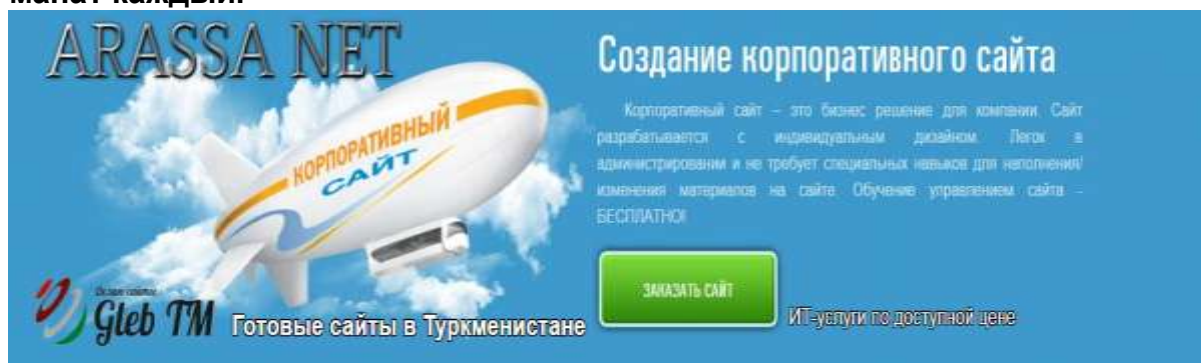 манат каждый.
ARASSA NET
КОРПОРАТИВНЫЙ
САЙТ
Gleb TM
Готовые сайты в Туркменистане
Создание корпоративного сайта
Корпоративный сайт – это бизнес решение для компании. Сайт
разрабатывается с индивидуальным дизайном. Легок в
администрировании и не требует специальных навыков для наполнения/
изменения материалов на сайте. Обучение управлением сайта –
БЕСПЛАТНО!
ЗАКАЗАТЬ САЙТ
ИТ-услуги по доступной цене